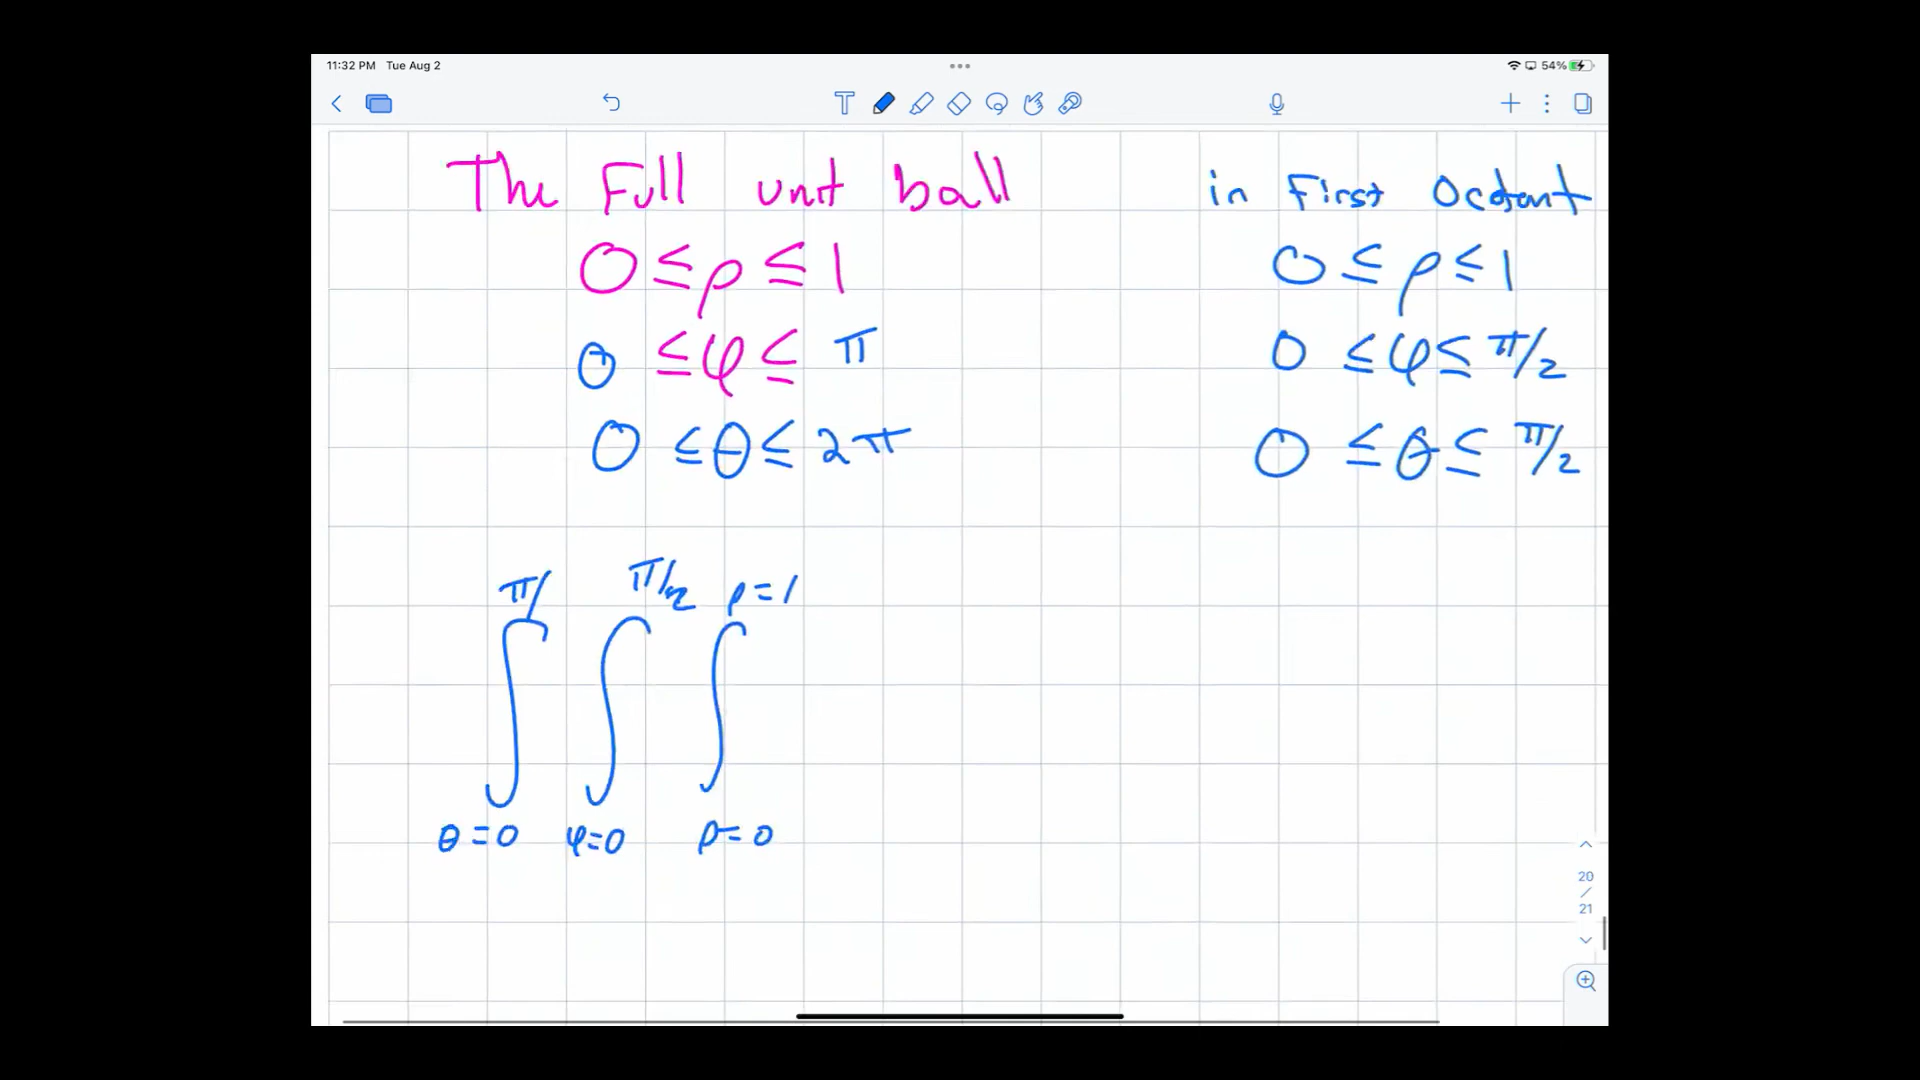 11:32 PM Tue Aug 2
54%
T
The Full unit ball in First Octant
0 ≤ ρ ≤ 1 0 ≤ ρ ≤ 1
0 ≤ φ ≤ π 0 ≤ φ ≤ π/2
0 ≤ θ ≤ 2π 0 ≤ θ ≤ π/2
π/ π/2 ρ=1
∫ ∫ ∫
θ=0 φ=0 ρ=0
20
/
21